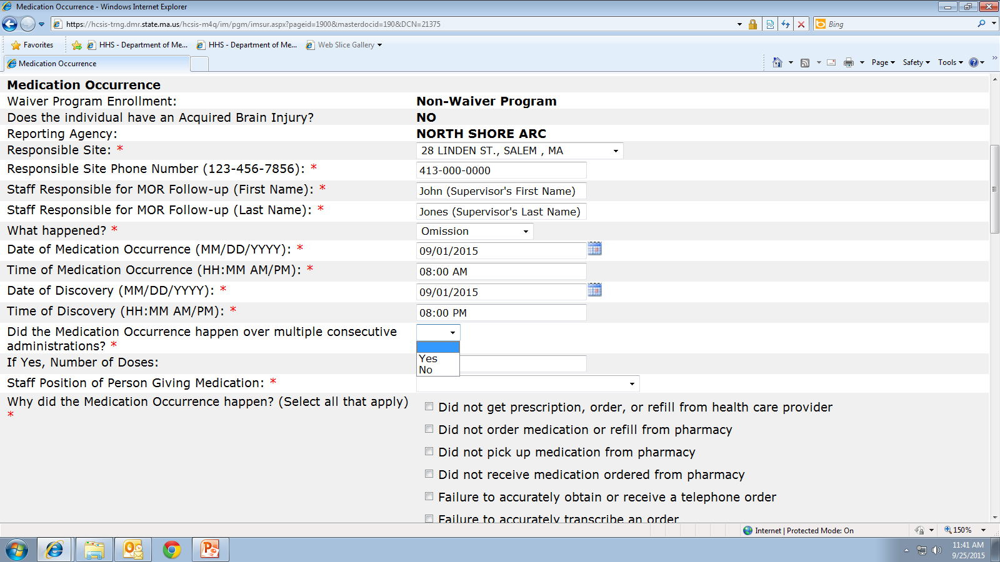 Medication Occurrence - Windows Internet Explorer
https://hcsis-trng.dmr.state.ma.us/hcsis-m4q/im/pgm/imsur.aspx?pageid=1900&masterdocid=190&DCN=21375
Bing
Favorites
HHS - Department of Me...
HHS - Department of Me...
Web Slice Gallery
Medication Occurrence
Page
Safety
Tools
Medication Occurrence
Waiver Program Enrollment: Non-Waiver Program
Does the individual have an Acquired Brain Injury? NO
Reporting Agency: NORTH SHORE ARC
Responsible Site: * 28 LINDEN ST., SALEM , MA
Responsible Site Phone Number (123-456-7856): * 413-000-0000
Staff Responsible for MOR Follow-up (First Name): * John (Supervisor's First Name)
Staff Responsible for MOR Follow-up (Last Name): * Jones (Supervisor's Last Name)
What happened? * Omission
Date of Medication Occurrence (MM/DD/YYYY): * 09/01/2015
Time of Medication Occurrence (HH:MM AM/PM): * 08:00 AM
Date of Discovery (MM/DD/YYYY): * 09/01/2015
Time of Discovery (HH:MM AM/PM): * 08:00 PM
Did the Medication Occurrence happen over multiple consecutive
administrations? *
Yes
No
If Yes, Number of Doses:
Staff Position of Person Giving Medication: *
Why did the Medication Occurrence happen? (Select all that apply)
*
Did not get prescription, order, or refill from health care provider
Did not order medication or refill from pharmacy
Did not pick up medication from pharmacy
Did not receive medication ordered from pharmacy
Failure to accurately obtain or receive a telephone order
Failure to accurately transcribe an order
Internet | Protected Mode: On
150%
11:41 AM
9/25/2015